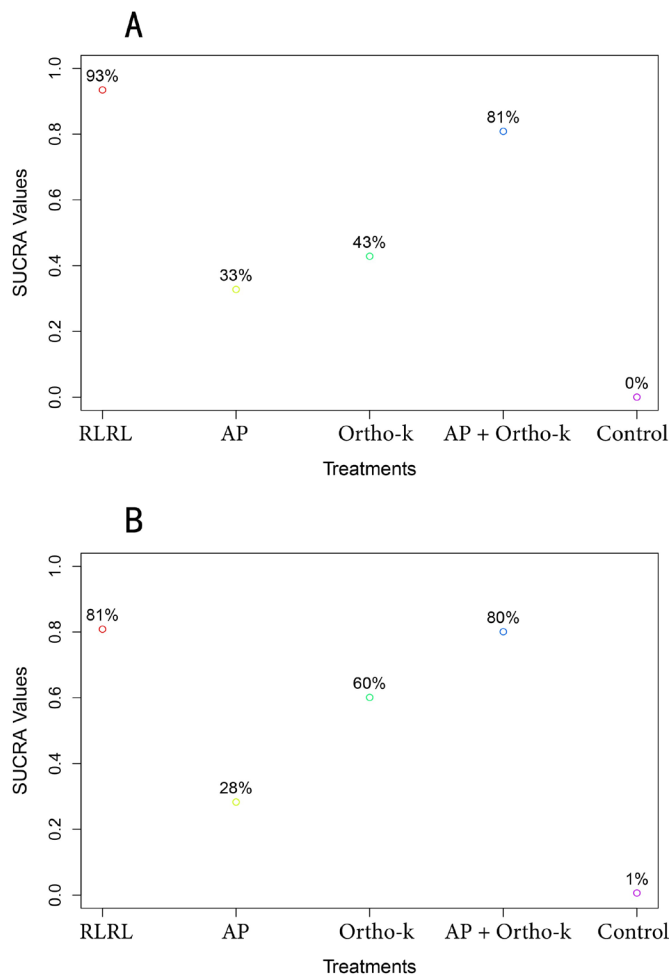 A
1.0
93%
81%
0.8
0.6
SUCRA Values
43%
0.4
33%
0.2
0%
0.0
RLRL AP Ortho-k AP + Ortho-k Control
Treatments
B
1.0
81%
80%
0.8
60%
0.6
SUCRA Values
0.4
28%
0.2
1%
0.0
RLRL AP Ortho-k AP + Ortho-k Control
Treatments